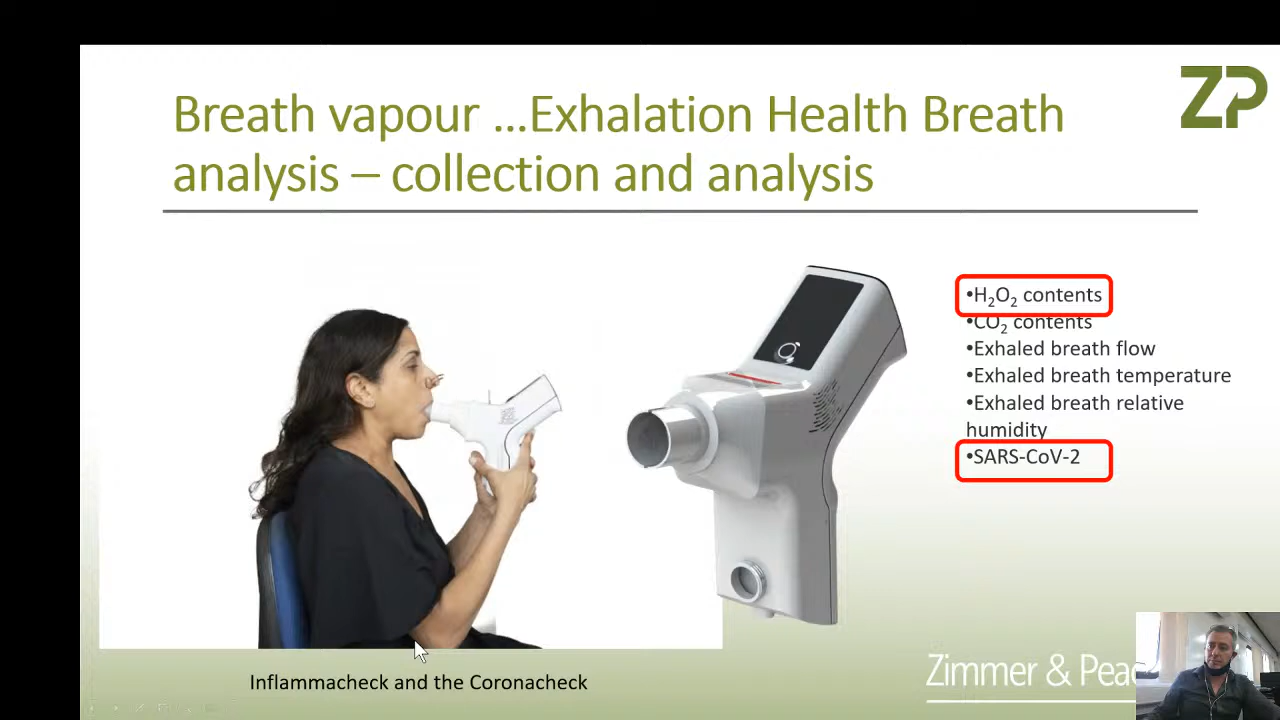 ZP
Breath vapour ...Exhalation Health Breath
analysis – collection and analysis
•H₂O₂ contents
•CO₂ contents
•Exhaled breath flow
•Exhaled breath temperature
•Exhaled breath relative
humidity
•SARS-CoV-2
Inflammacheck and the Coronacheck
Zimmer & Peac